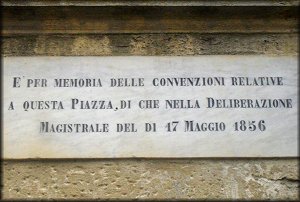 E' PER MEMORIA DELLE CONVENZIONI RELATIVE
A QUESTA PIAZZA, DI CHE NELLA DELIBERAZIONE
MAGISTRALE DEL DI 17 MAGGIO 1856